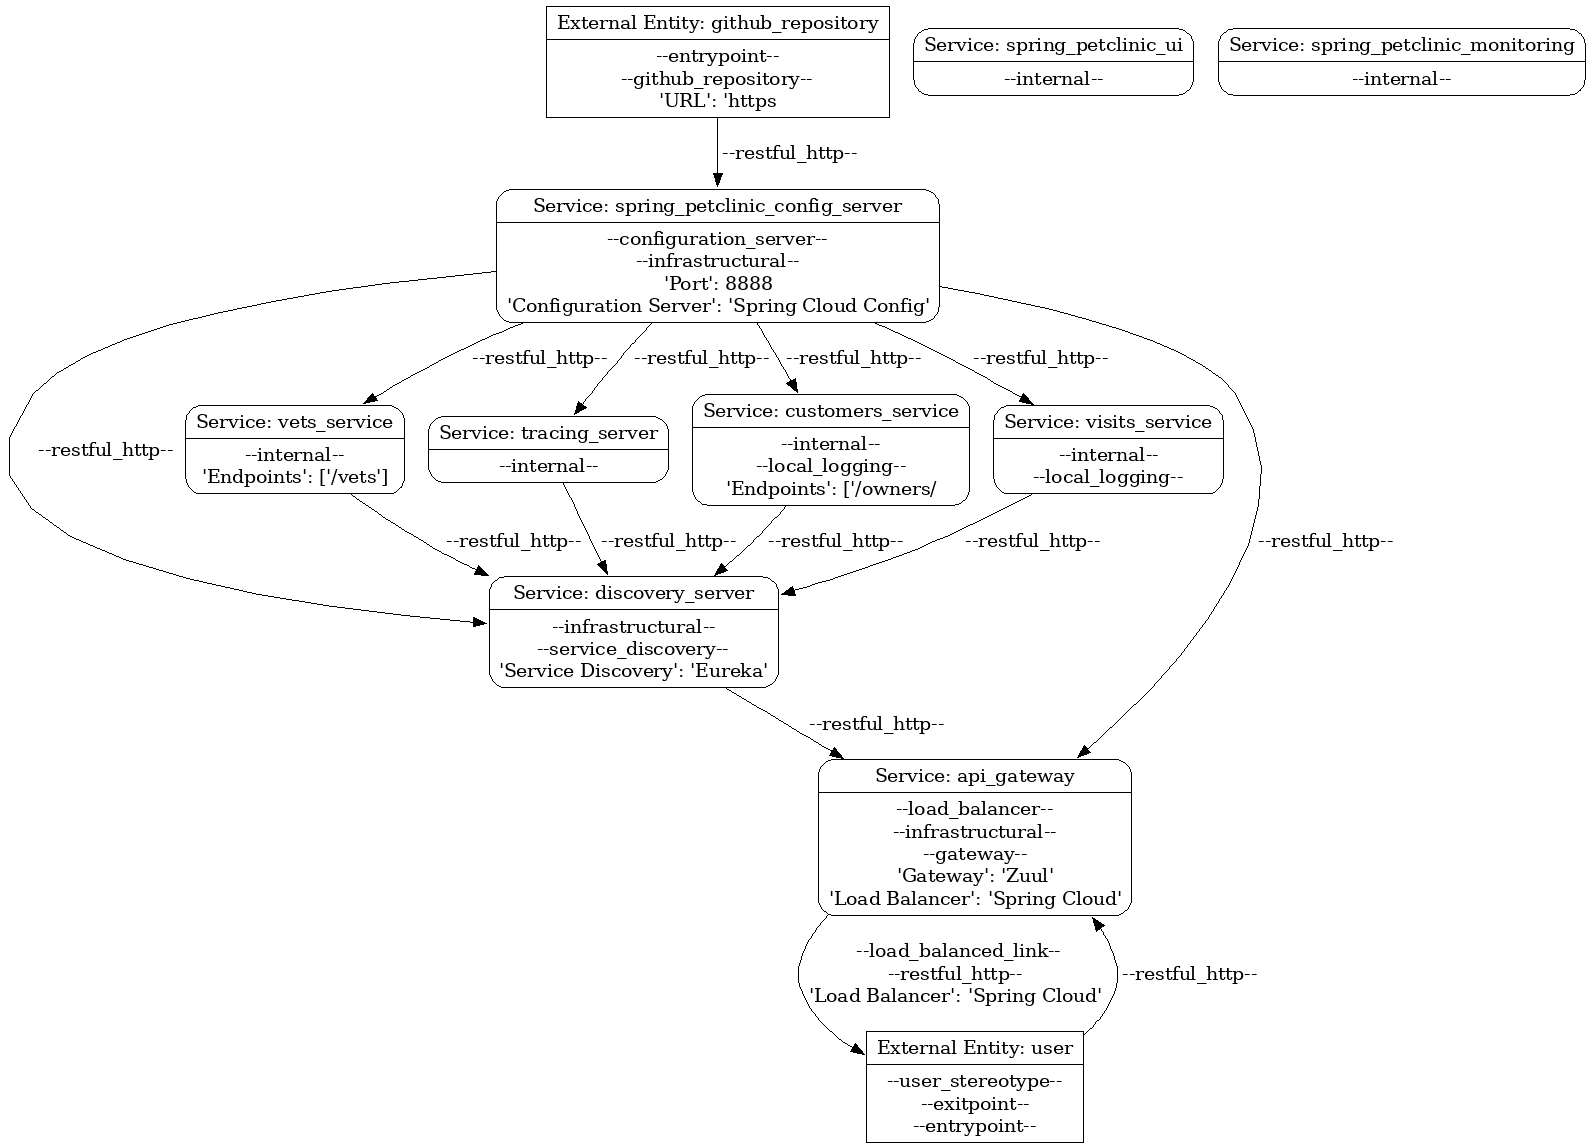 External Entity: github_repository
--entrypoint--
--github_repository--
'URL': 'https
Service: spring_petclinic_ui
--internal--
Service: spring_petclinic_monitoring
--internal--
--restful_http--
Service: spring_petclinic_config_server
--configuration_server--
--infrastructural--
'Port': 8888
'Configuration Server': 'Spring Cloud Config'
--restful_http--
--restful_http--
--restful_http--
--restful_http--
--restful_http--
Service: vets_service
--internal--
'Endpoints': ['/vets']
Service: tracing_server
--internal--
Service: customers_service
--internal--
--local_logging--
'Endpoints': ['/owners/
Service: visits_service
--internal--
--local_logging--
--restful_http--
--restful_http--
--restful_http--
--restful_http--
--restful_http--
Service: discovery_server
--infrastructural--
--service_discovery--
'Service Discovery': 'Eureka'
--restful_http--
Service: api_gateway
--load_balancer--
--infrastructural--
--gateway--
'Gateway': 'Zuul'
'Load Balancer': 'Spring Cloud'
--load_balanced_link--
--restful_http--
'Load Balancer': 'Spring Cloud'
--restful_http--
External Entity: user
--user_stereotype--
--exitpoint--
--entrypoint--